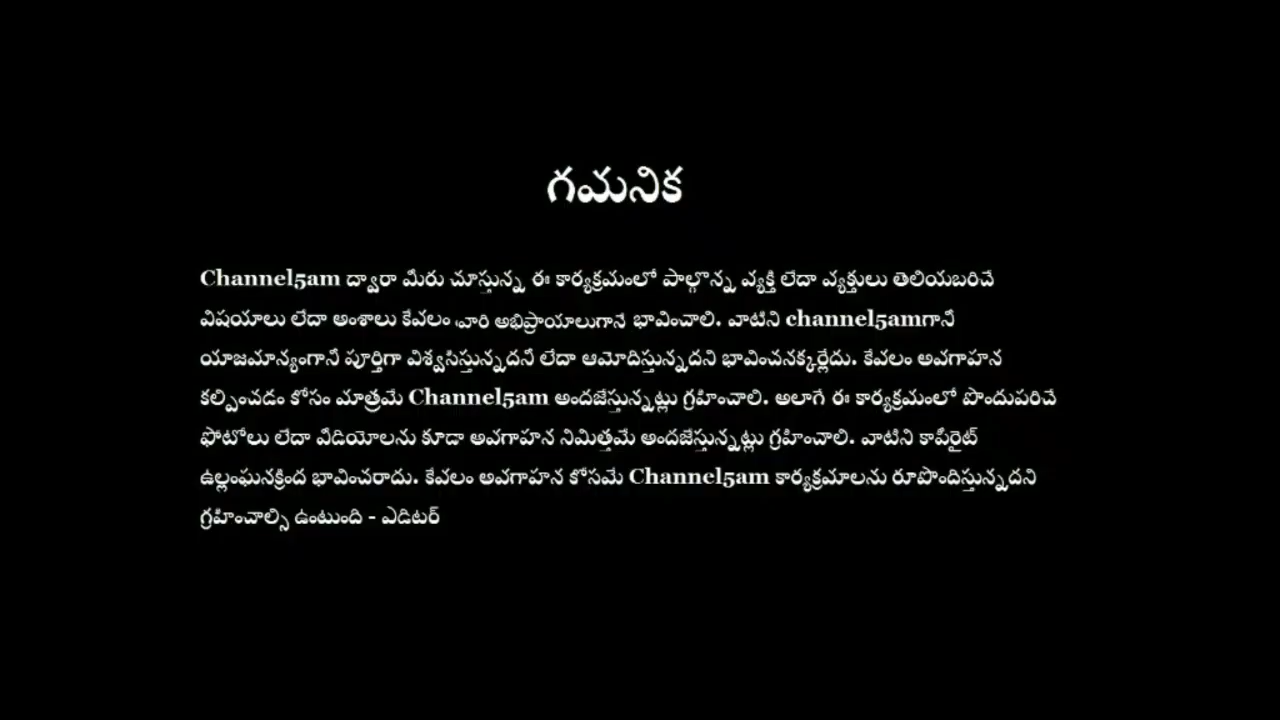 గమనిక
Channel5am ద్వారా మీరు చూస్తున్న ఈ కార్యక్రమంలో పాల్గొన్న వ్యక్తి లేదా వ్యక్తులు తెలియబరిచే
విషయాలు లేదా అంశాలు కేవలం వారి అభిప్రాయాలుగానే భావించాలి. వాటిని channel5amగానీ
యాజమాన్యంగానీ పూర్తిగా విశ్వసిస్తున్నదనీ లేదా ఆమోదిస్తున్నదని భావించనక్కర్లేదు. కేవలం అవగాహన
కల్పించడం కోసం మాత్రమే Channel5am అందజేస్తున్నట్లు గ్రహించాలి. అలాగే ఈ కార్యక్రమంలో పొందుపరిచే
ఫోటోలు లేదా వీడియోలను కూడా అవగాహన నిమిత్తమే అందజేస్తున్నట్లు గ్రహించాలి. వాటిని కాపీరైట్
ఉల్లంఘనక్రింద భావించరాదు. కేవలం అవగాహన కోసమే Channel5am కార్యక్రమాలను రూపొందిస్తున్నదని
గ్రహించాల్సి ఉంటుంది - ఎడిటర్